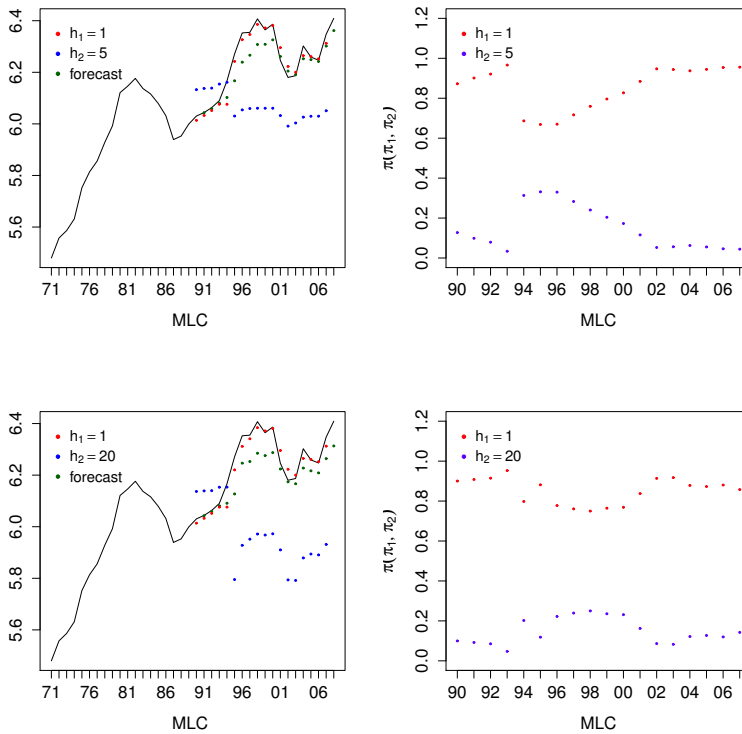 6.4
6.2
6.0
5.8
5.6
h₁ = 1
h₂ = 5
forecast
71 76 81 86 91 96 01 06
MLC
1.2
1.0
0.8
0.6
0.4
0.2
0.0
π(π₁, π₂)
h₁ = 1
h₂ = 5
90 92 94 96 98 00 02 04 06
MLC
6.4
6.2
6.0
5.8
5.6
h₁ = 1
h₂ = 20
forecast
71 76 81 86 91 96 01 06
MLC
1.2
1.0
0.8
0.6
0.4
0.2
0.0
π(π₁, π₂)
h₁ = 1
h₂ = 20
90 92 94 96 98 00 02 04 06
MLC